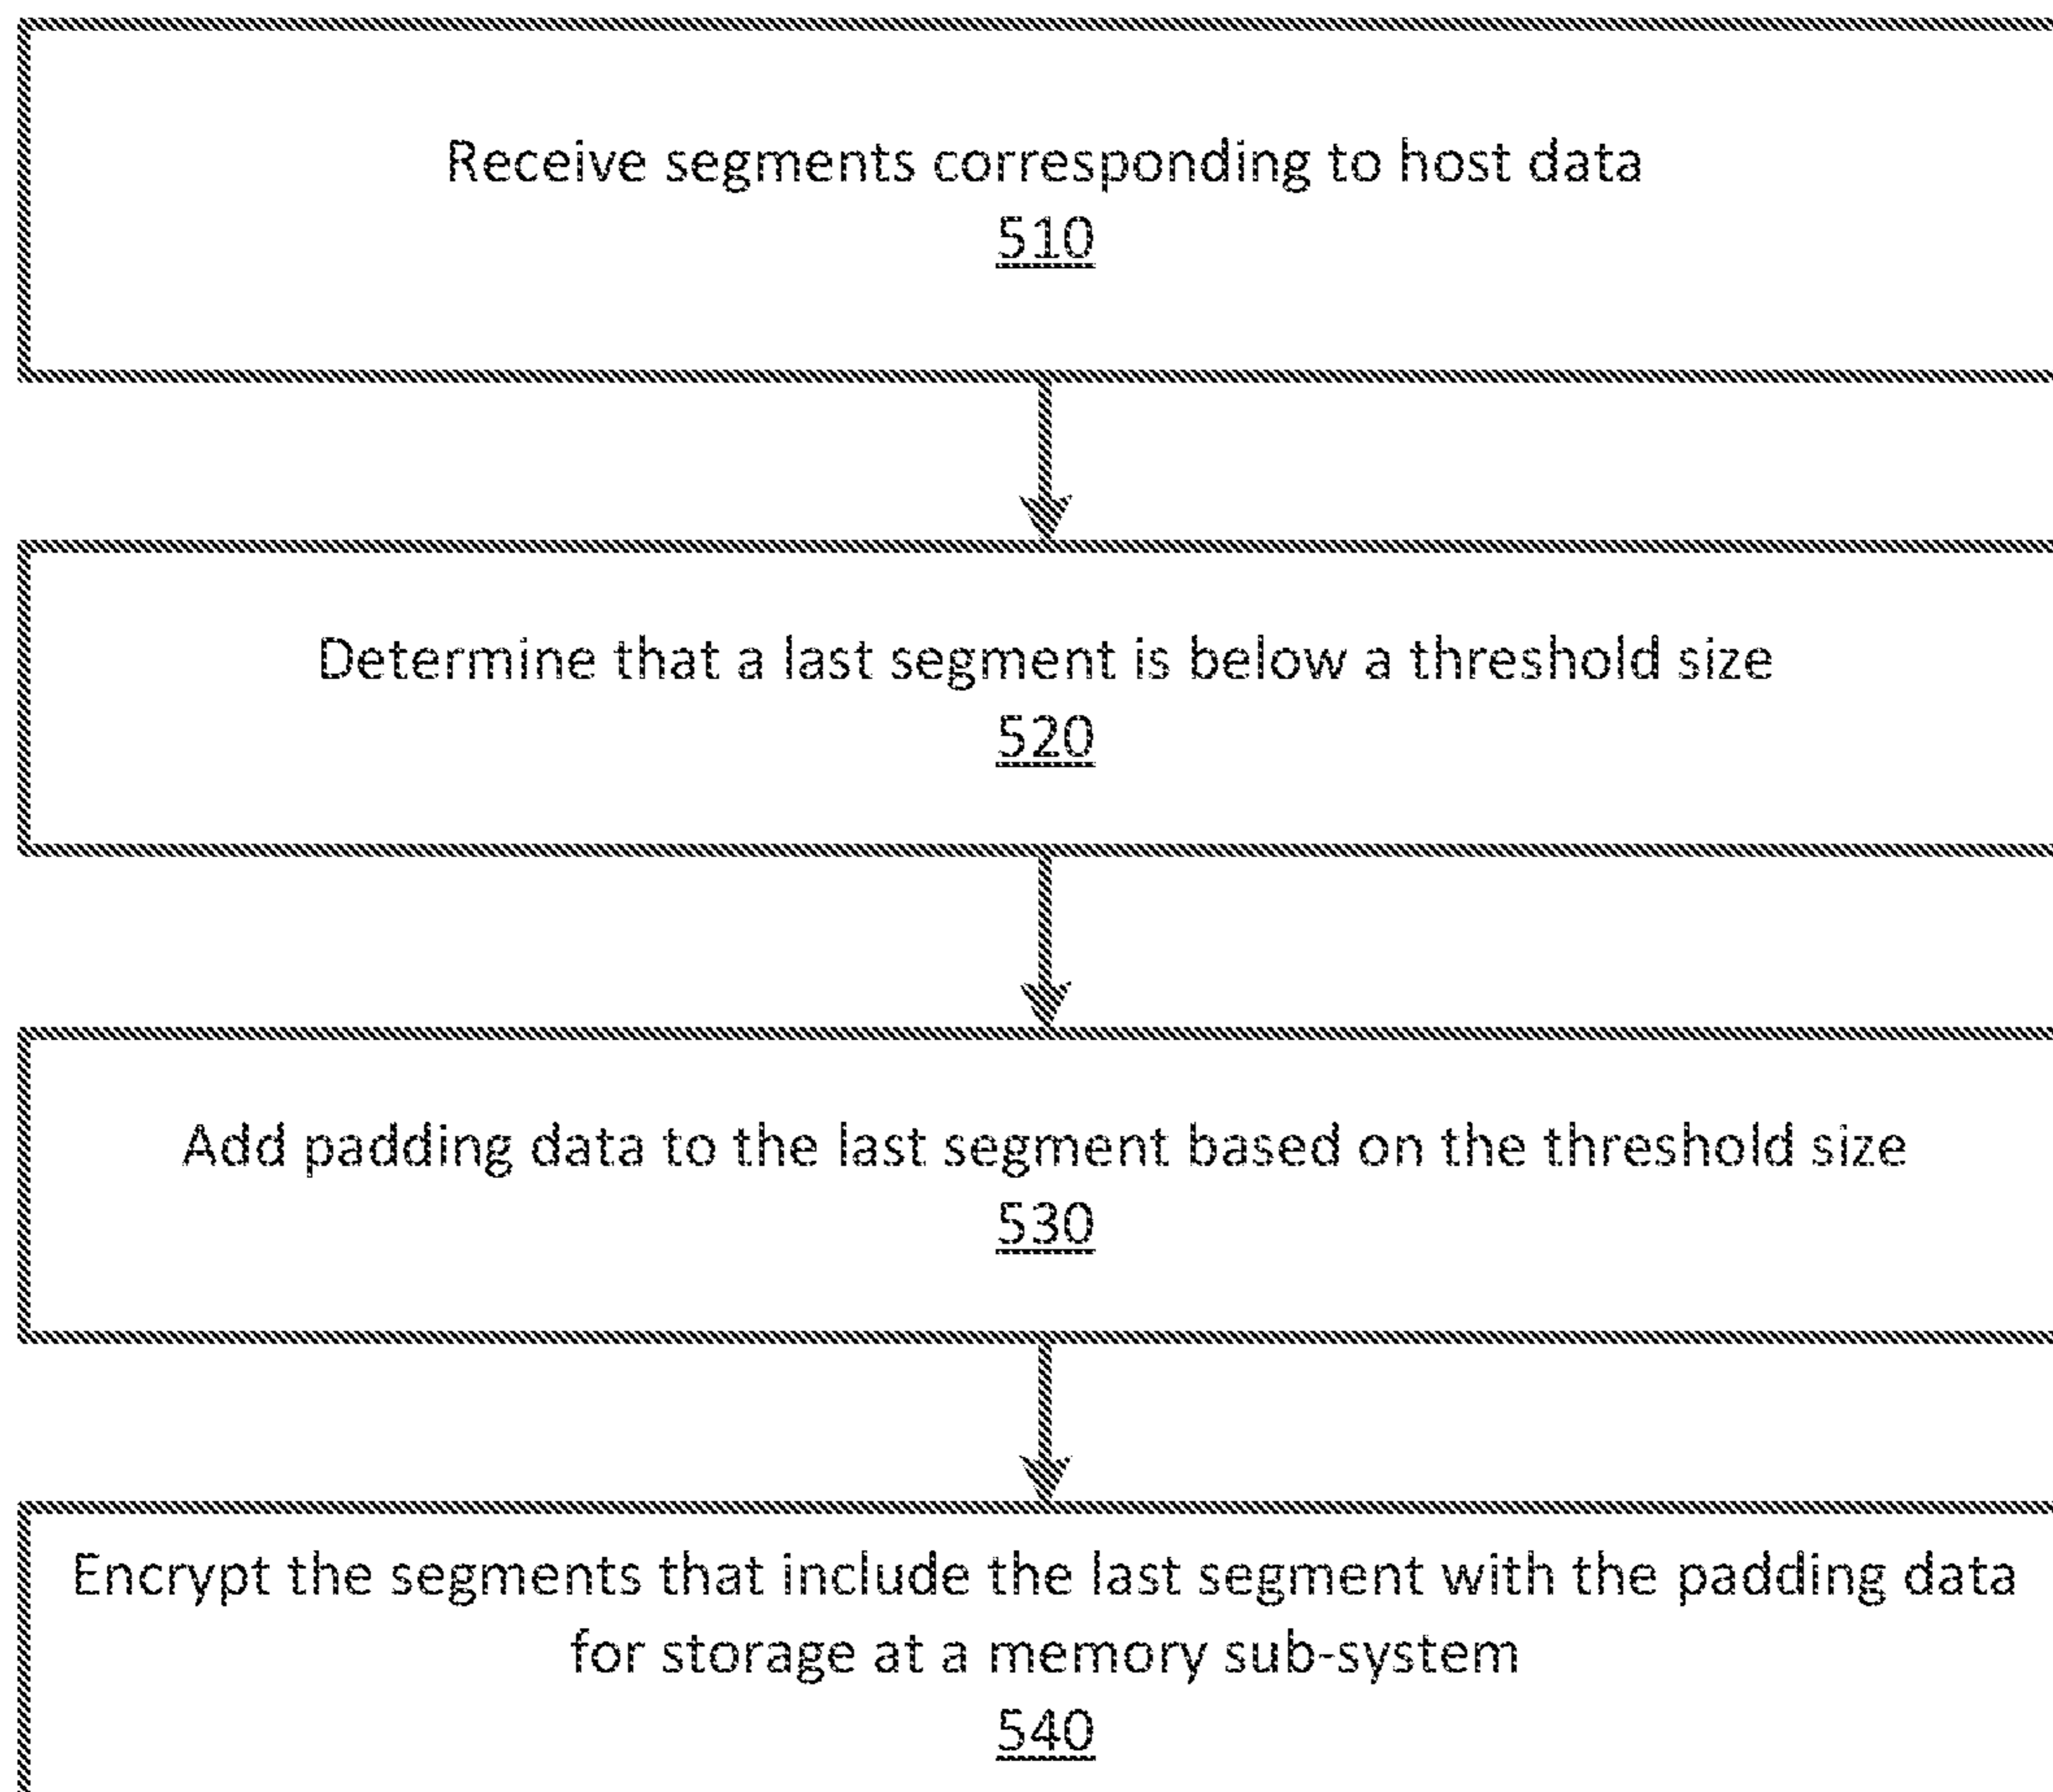 Receive segments corresponding to host data
510
Determine that a last segment is below a threshold size
520
Add padding data to the last segment based on the threshold size
530
Encrypt the segments that include the last segment with the padding data
for storage at a memory sub-system
540